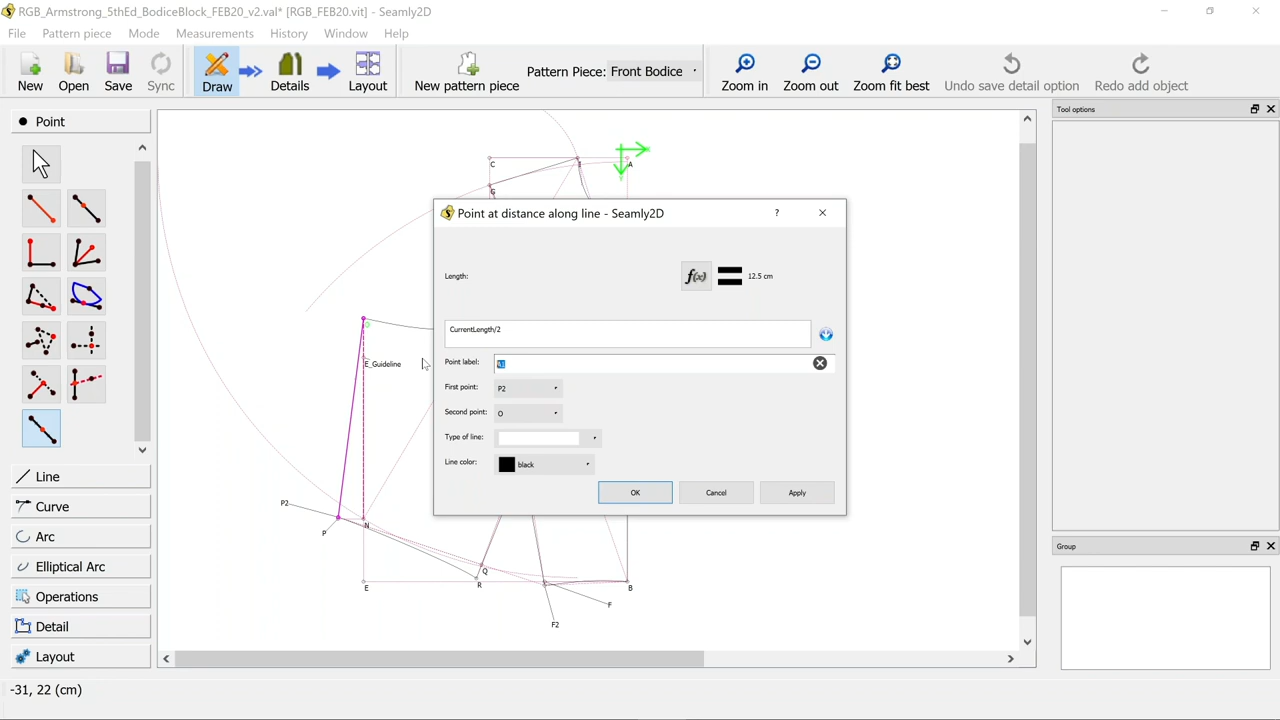 RGB_Armstrong_5thEd_BodiceBlock_FEB20_v2.val* [RGB_FEB20.vit] - Seamly2D
File Pattern piece Mode Measurements History Window Help
New Open Save Sync Draw Details Layout New pattern piece Pattern Piece: Front Bodice Zoom in Zoom out Zoom fit best Undo save detail option Redo add object
Point
Tool options
C
I
A
G
Point at distance along line - Seamly2D
?
Length:
f(x)
12.5 cm
CurrentLength/2
E_Guideline
Point label:
First point: P2
Second point: O
Type of line:
Line color: black
OK Cancel Apply
Line
Curve
Arc
Elliptical Arc
Operations
Detail
Layout
P2
N
P
Q
R
E
B
F
F2
Group
-31, 22 (cm)